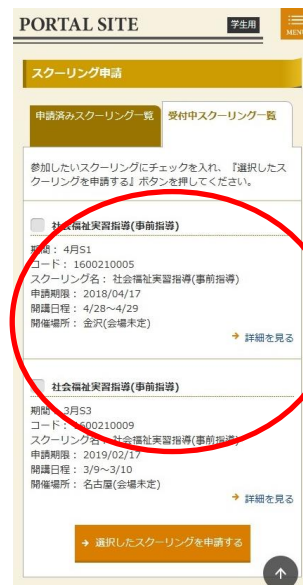 PORTAL SITE
学生用
MENU
スクーリング申請
申請済みスクーリング一覧
受付中スクーリング一覧
参加したいスクーリングにチェックを入れ、『選択したス
クーリングを申請する』ボタンを押してください。
社会福祉実習指導(事前指導)
期間： 4月S1
コード： 1600210005
スクーリング名： 社会福祉実習指導(事前指導)
申請期限： 2018/04/17
開講日程： 4/28～4/29
開催場所： 金沢(会場未定)
詳細を見る
社会福祉実習指導(事前指導)
期間： 3月S3
コード： 1600210009
スクーリング名： 社会福祉実習指導(事前指導)
申請期限： 2019/02/17
開講日程： 3/9～3/10
開催場所： 名古屋(会場未定)
詳細を見る
選択したスクーリングを申請する